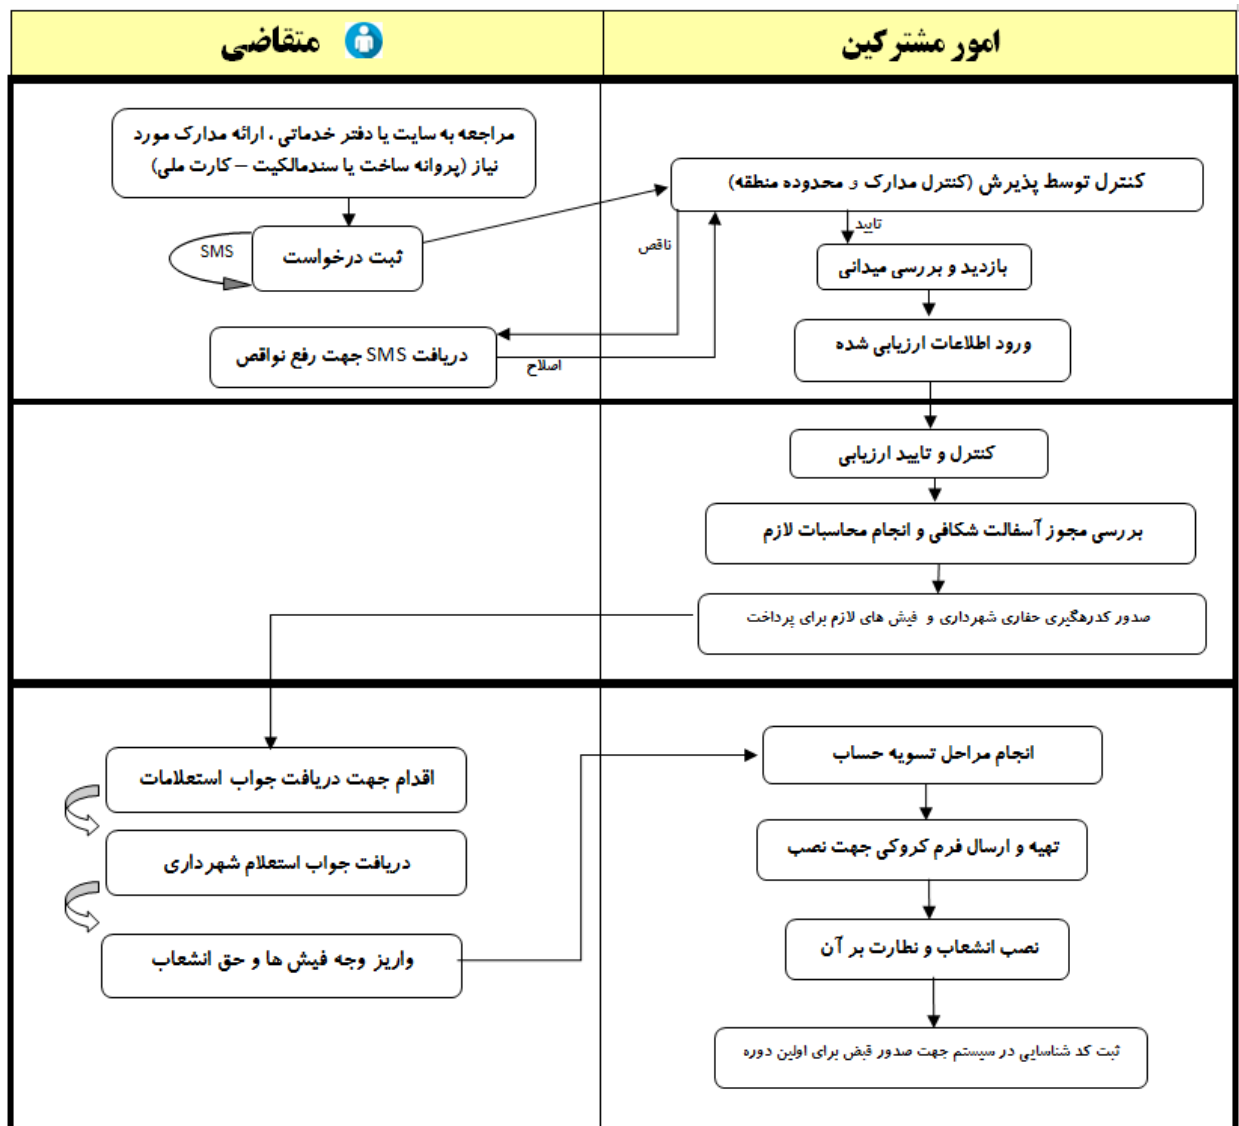 امور مشترکین
متقاضی
مراجعه به سایت یا دفتر خدماتی ، ارائه مدارک مورد
نیاز (پروانه ساخت یا سندمالکیت – کارت ملی)
کنترل توسط پذیرش (کنترل مدارک و محدوده منطقه)
ثبت درخواست
SMS
ناقص
تایید
بازدید و بررسی میدانی
ورود اطلاعات ارزیابی شده
دریافت SMS جهت رفع نواقص
اصلاح
کنترل و تایید ارزیابی
بررسی مجوز آسفالت شکافی و انجام محاسبات لازم
صدور کدرهگیری حفاری شهرداری و فیش های لازم برای پرداخت
اقدام جهت دریافت جواب استعلامات
دریافت جواب استعلام شهرداری
واریز وجه فیش ها و حق انشعاب
انجام مراحل تسویه حساب
تهیه و ارسال فرم کروکی جهت نصب
نصب انشعاب و نطارت بر آن
ثبت کد شناسایی در سیستم جهت صدور قبض برای اولین دوره